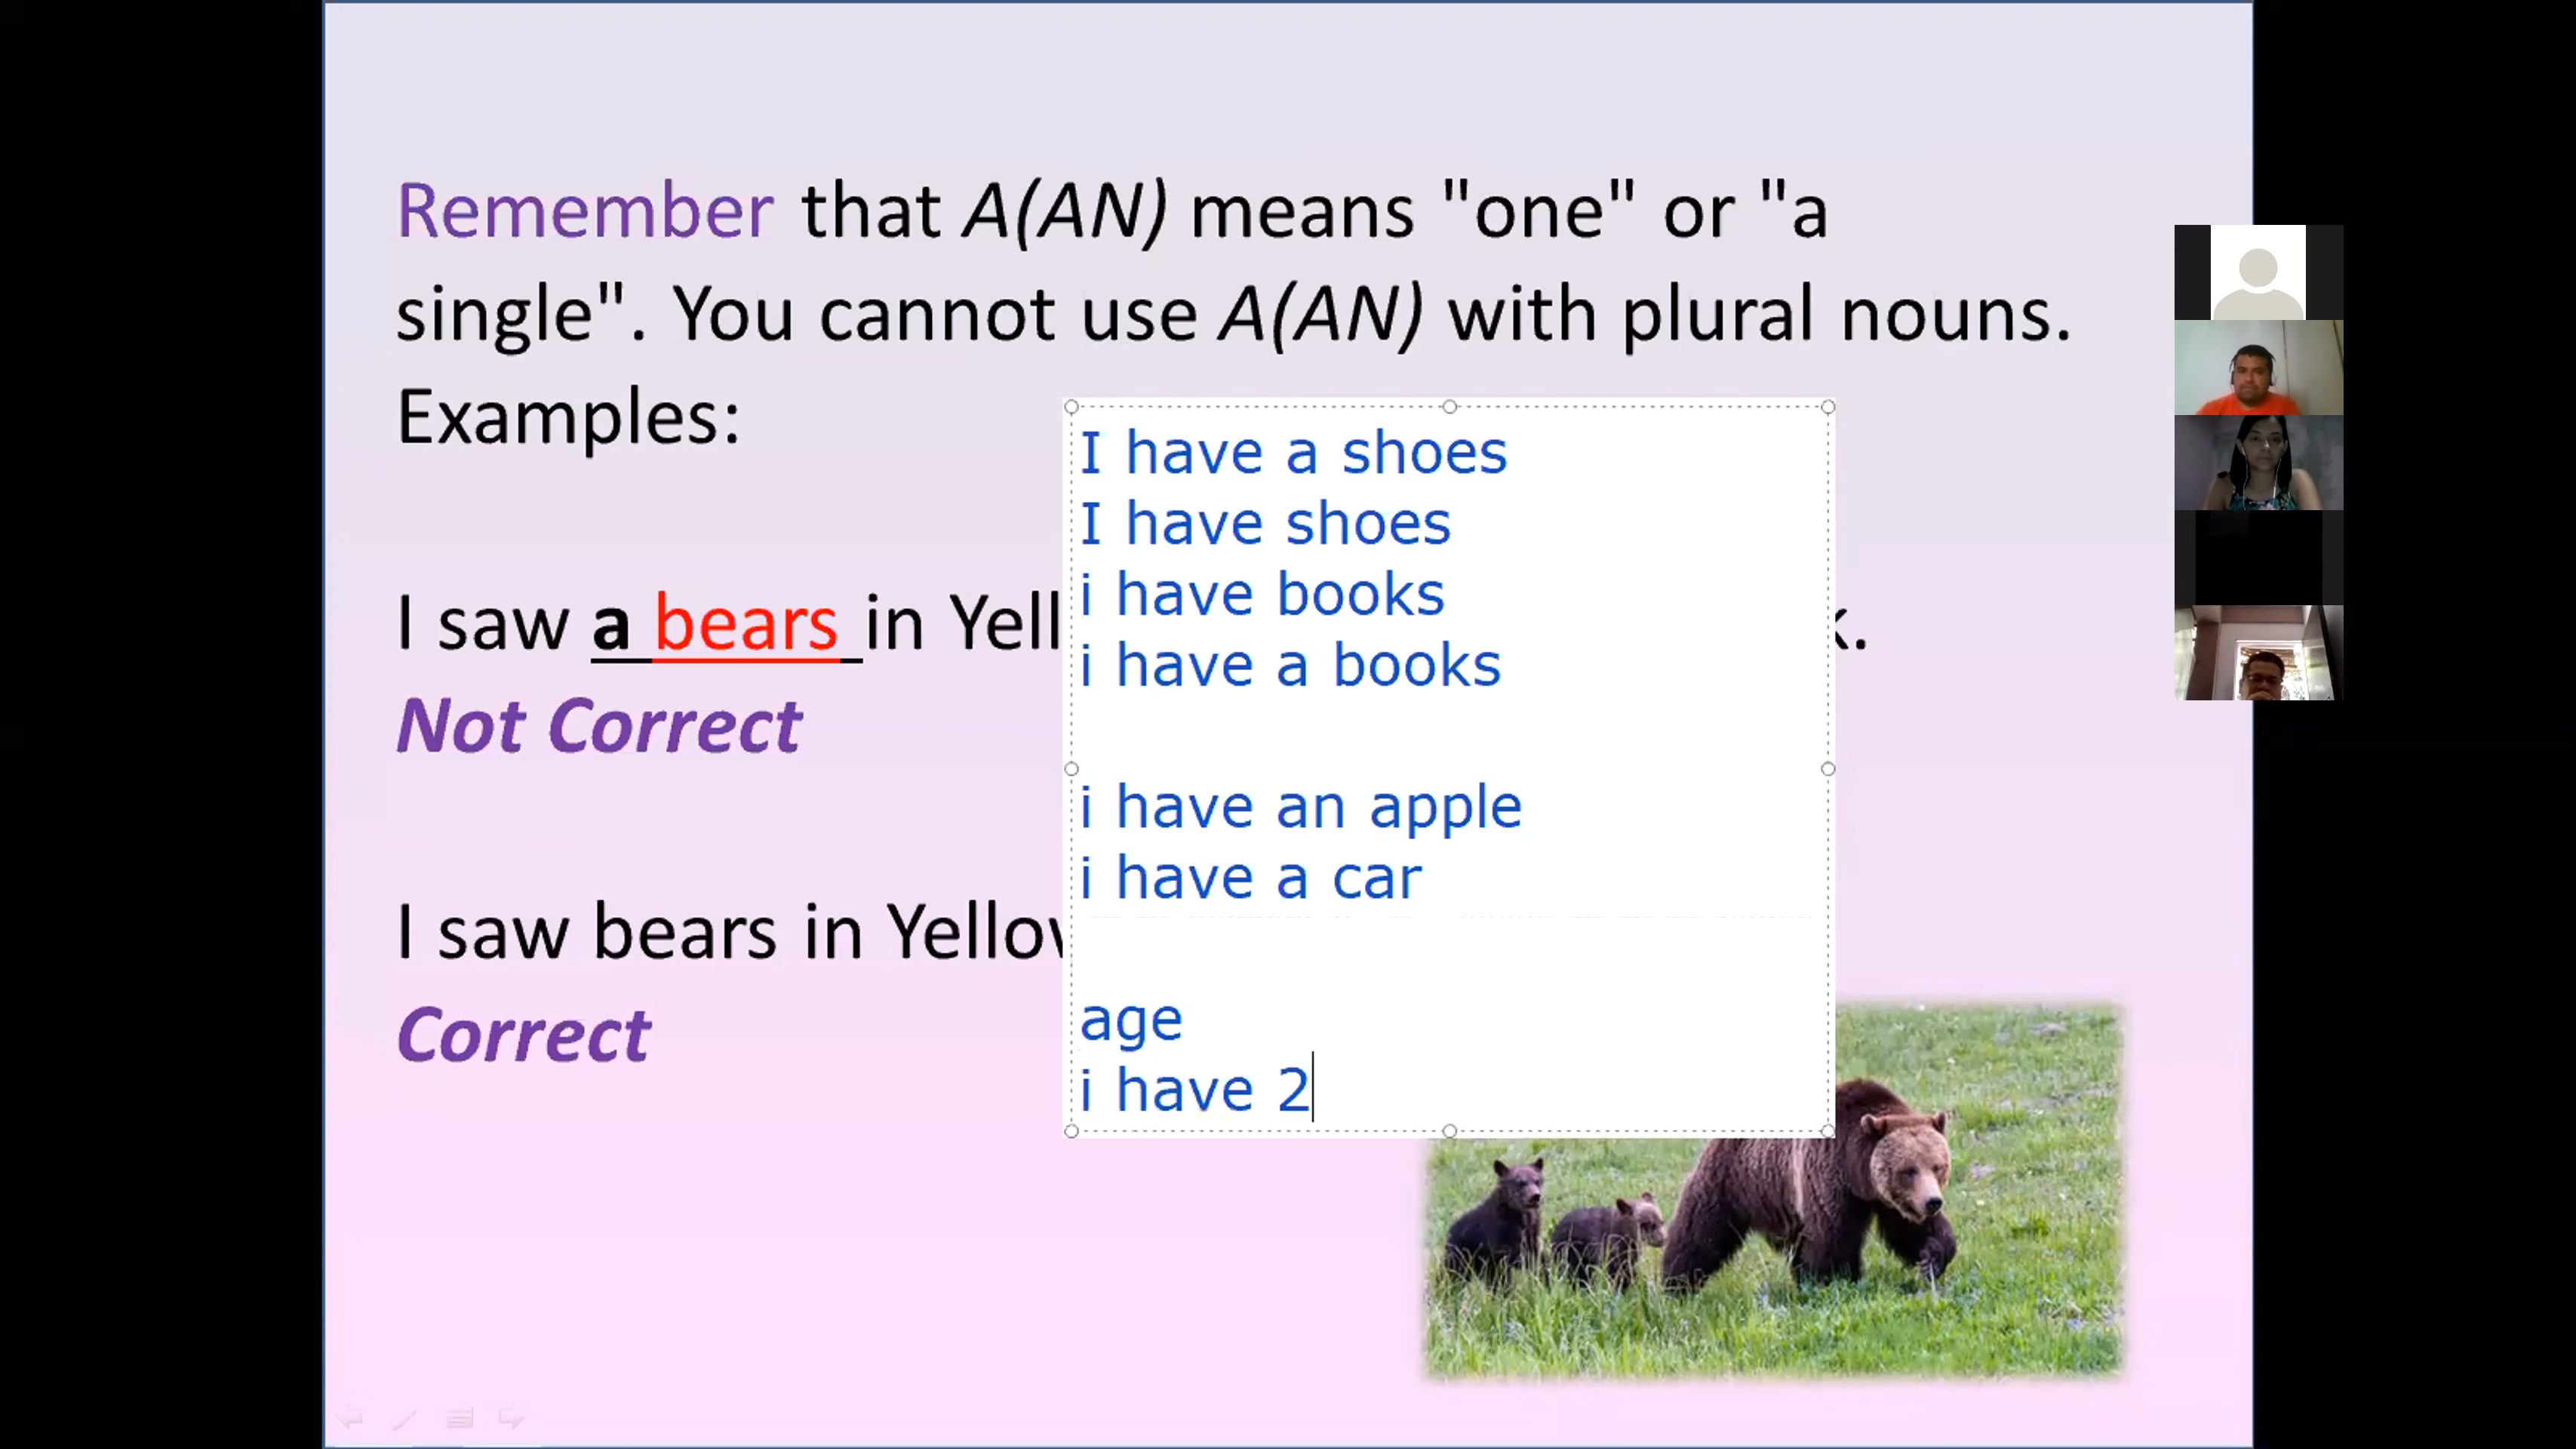 Remember that A(AN) means "one" or "a
single". You cannot use A(AN) with plural nouns.
Examples:
I saw a bears in
Not Correct
I saw bears in
Correct
I have a shoes
I have shoes
i have books
i have a books
i have an apple
i have a car
age
i have 2